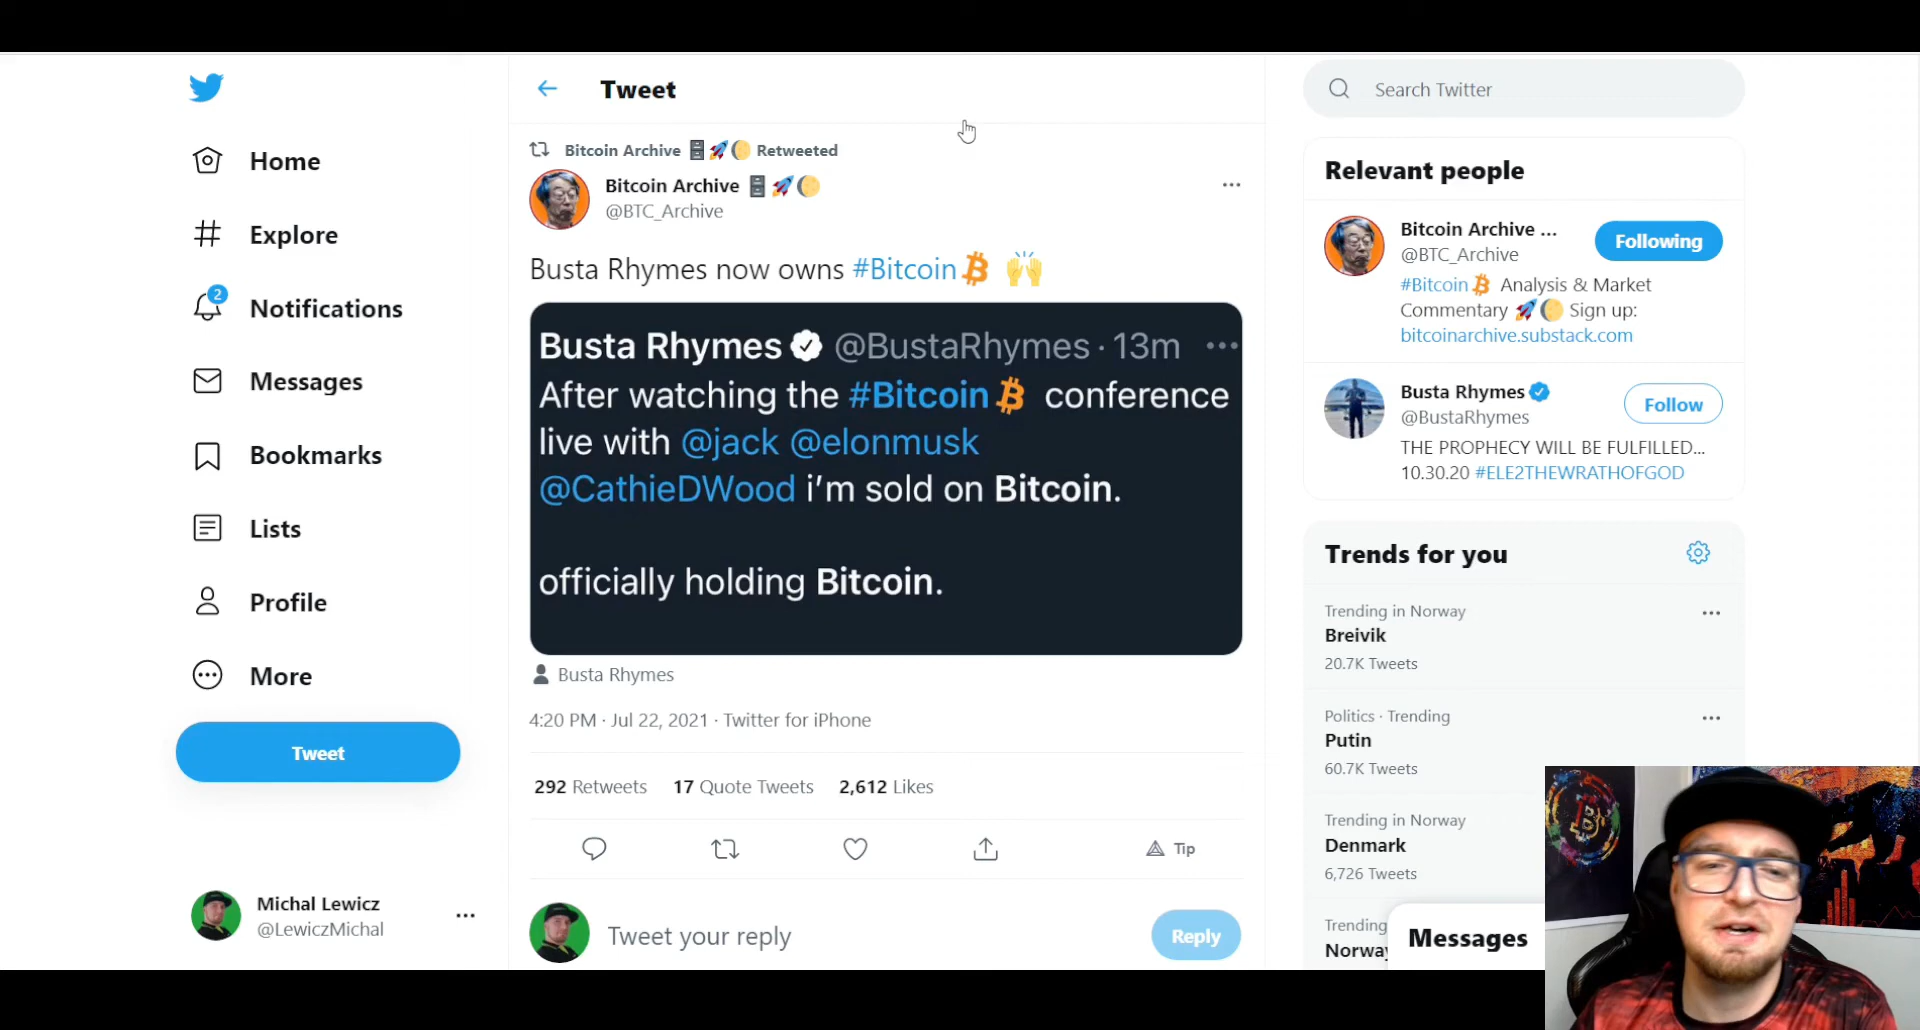 Home
Explore
2
Notifications
Messages
Bookmarks
Lists
Profile
More
Tweet
Michal Lewicz
@LewiczMichal
Tweet
Bitcoin Archive 🗄️🚀🌔 Retweeted
Bitcoin Archive 🗄️🚀🌔
@BTC_Archive
Busta Rhymes now owns #Bitcoin 🙌
Busta Rhymes @BustaRhymes · 13m
After watching the #Bitcoin conference
live with @jack @elonmusk
@CathieDWood i'm sold on Bitcoin.
officially holding Bitcoin.
Busta Rhymes
4:20 PM · Jul 22, 2021 · Twitter for iPhone
292 Retweets 17 Quote Tweets 2,612 Likes
Tip
Tweet your reply
Reply
Search Twitter
Relevant people
Bitcoin Archive ...
@BTC_Archive
Following
#Bitcoin Analysis & Market
Commentary 🚀🌔 Sign up:
bitcoinarchive.substack.com
Busta Rhymes
@BustaRhymes
Follow
THE PROPHECY WILL BE FULFILLED...
10.30.20 #ELE2THEWRATHOFGOD
Trends for you
Trending in Norway
Breivik
20.7K Tweets
Politics · Trending
Putin
60.7K Tweets
Trending in Norway
Denmark
6,726 Tweets
Trending
Norway
Messages